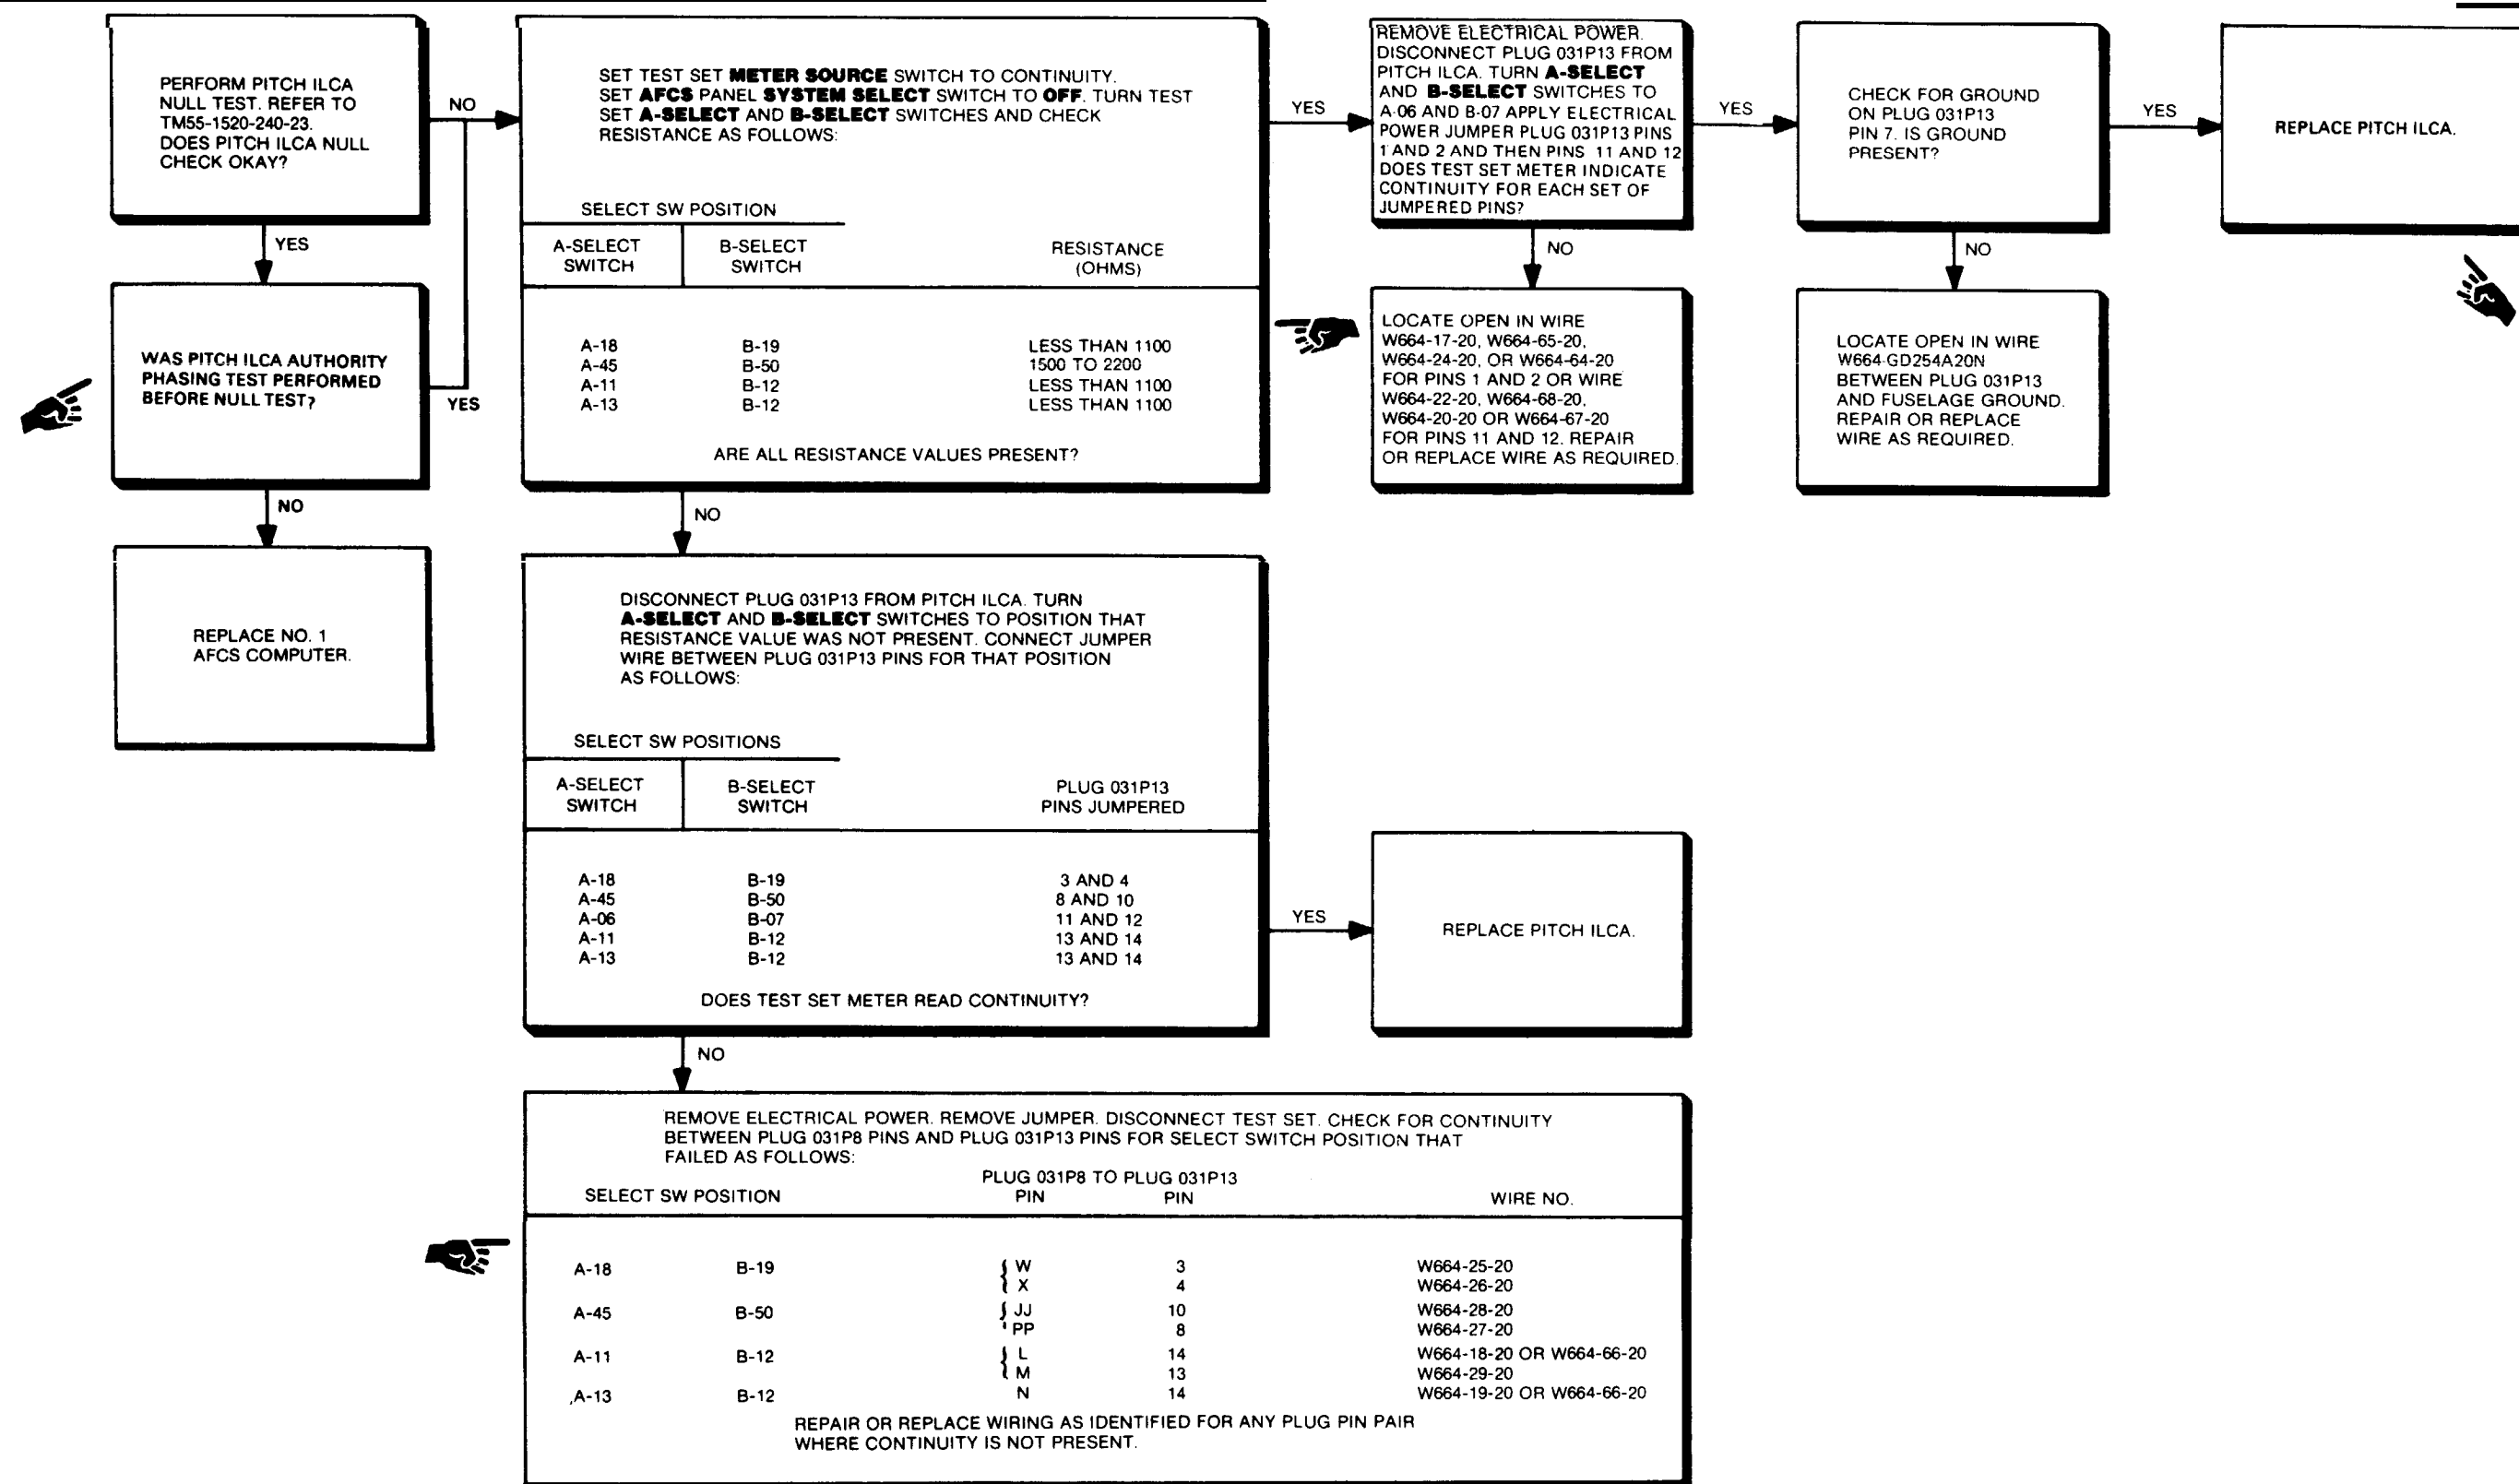 PERFORM PITCH ILCA
NULL TEST. REFER TO
TM55-1520-240-23.
DOES PITCH ILCA NULL
CHECK OKAY?
NO
YES
WAS PITCH ILCA AUTHORITY
PHASING TEST PERFORMED
BEFORE NULL TEST?
YES
NO
REPLACE NO. 1
AFCS COMPUTER.
SET TEST SET METER SOURCE SWITCH TO CONTINUITY.
SET AFCS PANEL SYSTEM SELECT SWITCH TO OFF. TURN TEST
SET A-SELECT AND B-SELECT SWITCHES AND CHECK
RESISTANCE AS FOLLOWS:
SELECT SW POSITION
A-SELECT B-SELECT RESISTANCE
SWITCH SWITCH (OHMS)
A-18 B-19 LESS THAN 1100
A-45 B-50 1500 TO 2200
A-11 B-12 LESS THAN 1100
A-13 B-12 LESS THAN 1100
ARE ALL RESISTANCE VALUES PRESENT?
YES
NO
REMOVE ELECTRICAL POWER.
DISCONNECT PLUG 031P13 FROM
PITCH ILCA. TURN A-SELECT
AND B-SELECT SWITCHES TO
A-06 AND B-07 APPLY ELECTRICAL
POWER JUMPER PLUG 031P13 PINS
1 AND 2 AND THEN PINS 11 AND 12
DOES TEST SET METER INDICATE
CONTINUITY FOR EACH SET OF
JUMPERED PINS?
YES
NO
LOCATE OPEN IN WIRE
W664-17-20, W664-65-20,
W664-24-20, OR W664-64-20
FOR PINS 1 AND 2 OR WIRE
W664-22-20, W664-68-20,
W664-20-20 OR W664-67-20
FOR PINS 11 AND 12. REPAIR
OR REPLACE WIRE AS REQUIRED.
CHECK FOR GROUND
ON PLUG 031P13
PIN 7. IS GROUND
PRESENT?
YES
NO
LOCATE OPEN IN WIRE
W664-GD254A20N
BETWEEN PLUG 031P13
AND FUSELAGE GROUND.
REPAIR OR REPLACE
WIRE AS REQUIRED.
REPLACE PITCH ILCA.
DISCONNECT PLUG 031P13 FROM PITCH ILCA. TURN
A-SELECT AND B-SELECT SWITCHES TO POSITION THAT
RESISTANCE VALUE WAS NOT PRESENT. CONNECT JUMPER
WIRE BETWEEN PLUG 031P13 PINS FOR THAT POSITION
AS FOLLOWS:
SELECT SW POSITIONS
A-SELECT B-SELECT PLUG 031P13
SWITCH SWITCH PINS JUMPERED
A-18 B-19 3 AND 4
A-45 B-50 8 AND 10
A-06 B-07 11 AND 12
A-11 B-12 13 AND 14
A-13 B-12 13 AND 14
DOES TEST SET METER READ CONTINUITY?
YES
NO
REPLACE PITCH ILCA.
REMOVE ELECTRICAL POWER. REMOVE JUMPER. DISCONNECT TEST SET. CHECK FOR CONTINUITY
BETWEEN PLUG 031P8 PINS AND PLUG 031P13 PINS FOR SELECT SWITCH POSITION THAT
FAILED AS FOLLOWS:
PLUG 031P8 TO PLUG 031P13
SELECT SW POSITION PIN PIN WIRE NO.
A-18 B-19 W 3 W664-25-20
X 4 W664-26-20
A-45 B-50 JJ 10 W664-28-20
PP 8 W664-27-20
A-11 B-12 L 14 W664-18-20 OR W664-66-20
M 13 W664-29-20
A-13 B-12 N 14 W664-19-20 OR W664-66-20
REPAIR OR REPLACE WIRING AS IDENTIFIED FOR ANY PLUG PIN PAIR
WHERE CONTINUITY IS NOT PRESENT.